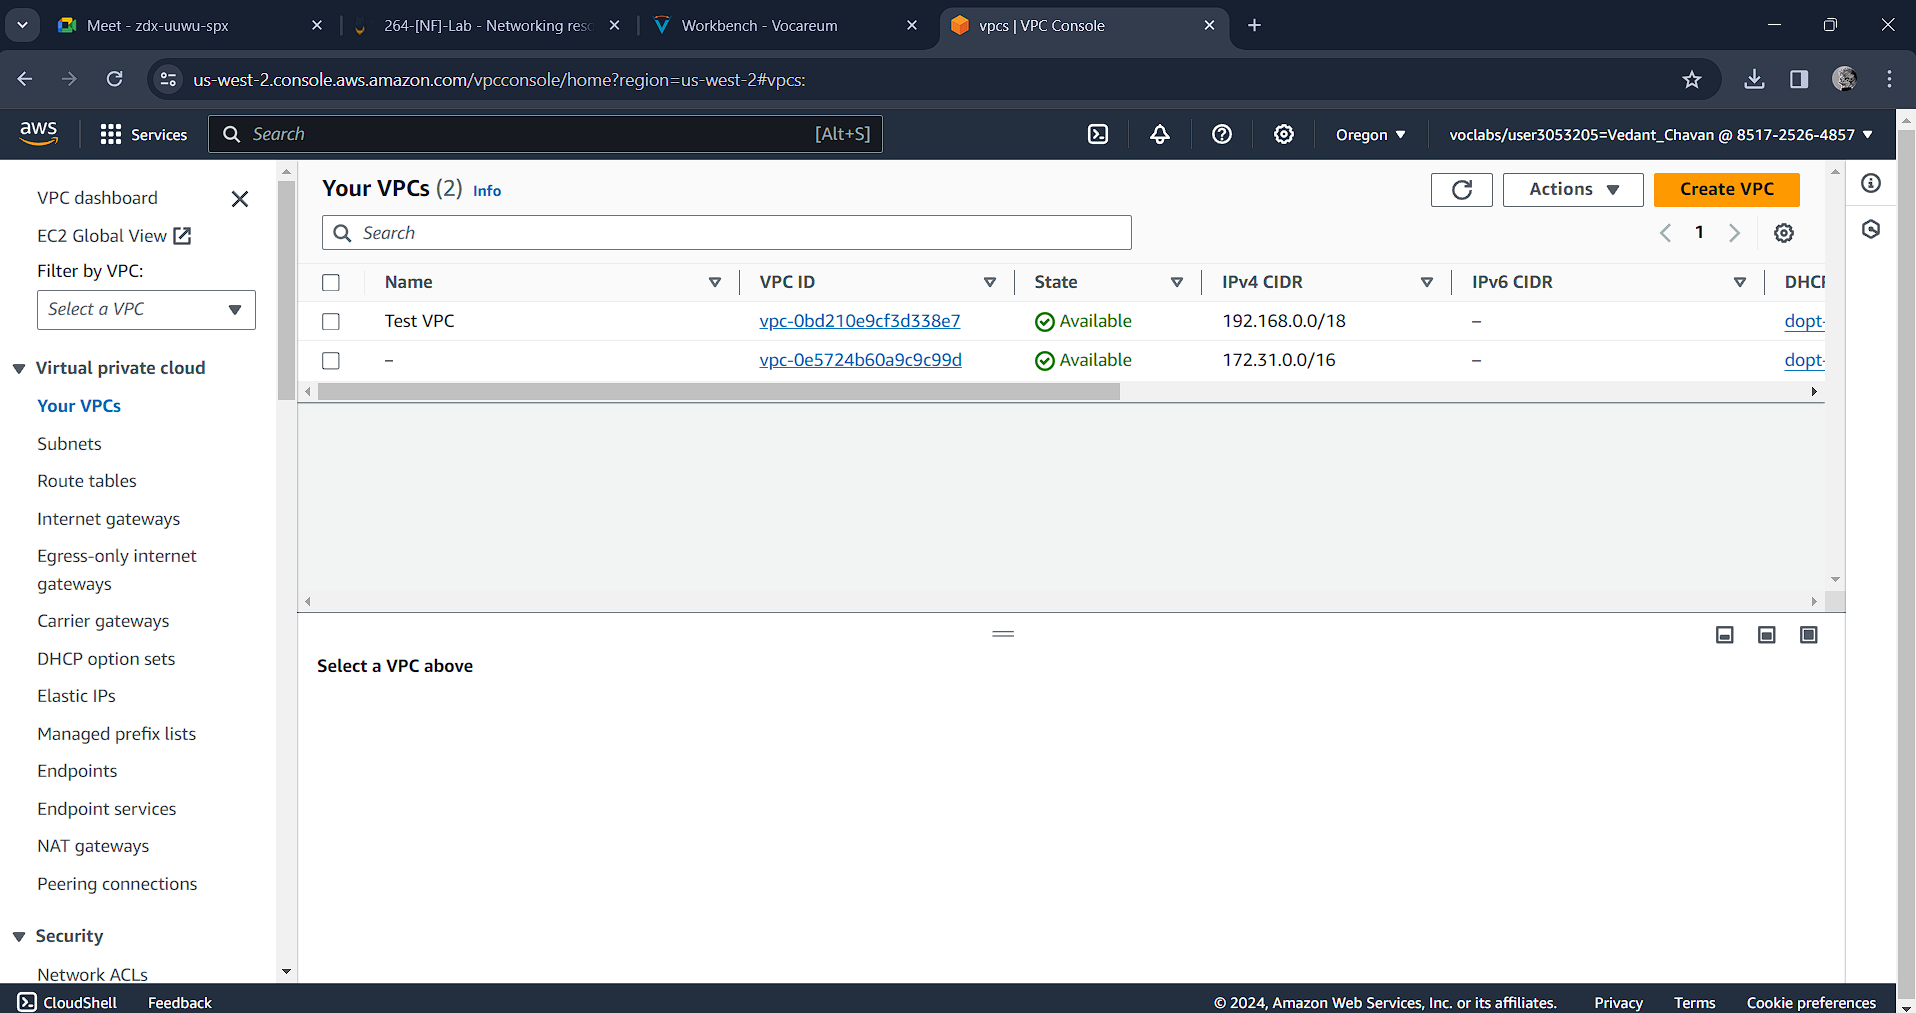 Meet - zdx-uuwu-spx
264-[NF]-Lab - Networking reso
Workbench - Vocareum
vpcs | VPC Console
us-west-2.console.aws.amazon.com/vpcconsole/home?region=us-west-2#vpcs:
aws
Services
Search
[Alt+S]
Oregon
voclabs/user3053205=Vedant_Chavan @ 8517-2526-4857
VPC dashboard
EC2 Global View
Filter by VPC:
Select a VPC
Virtual private cloud
Your VPCs
Subnets
Route tables
Internet gateways
Egress-only internet
gateways
Carrier gateways
DHCP option sets
Elastic IPs
Managed prefix lists
Endpoints
Endpoint services
NAT gateways
Peering connections
Security
Network ACLs
Your VPCs (2) Info
Actions
Create VPC
Search
1
Name VPC ID State IPv4 CIDR IPv6 CIDR DHCP
Test VPC vpc-0bd210e9cf3d338e7 Available 192.168.0.0/18 – dopt-
– vpc-0e5724b60a9c9c99d Available 172.31.0.0/16 – dopt-
Select a VPC above
CloudShell Feedback © 2024, Amazon Web Services, Inc. or its affiliates. Privacy Terms Cookie preferences